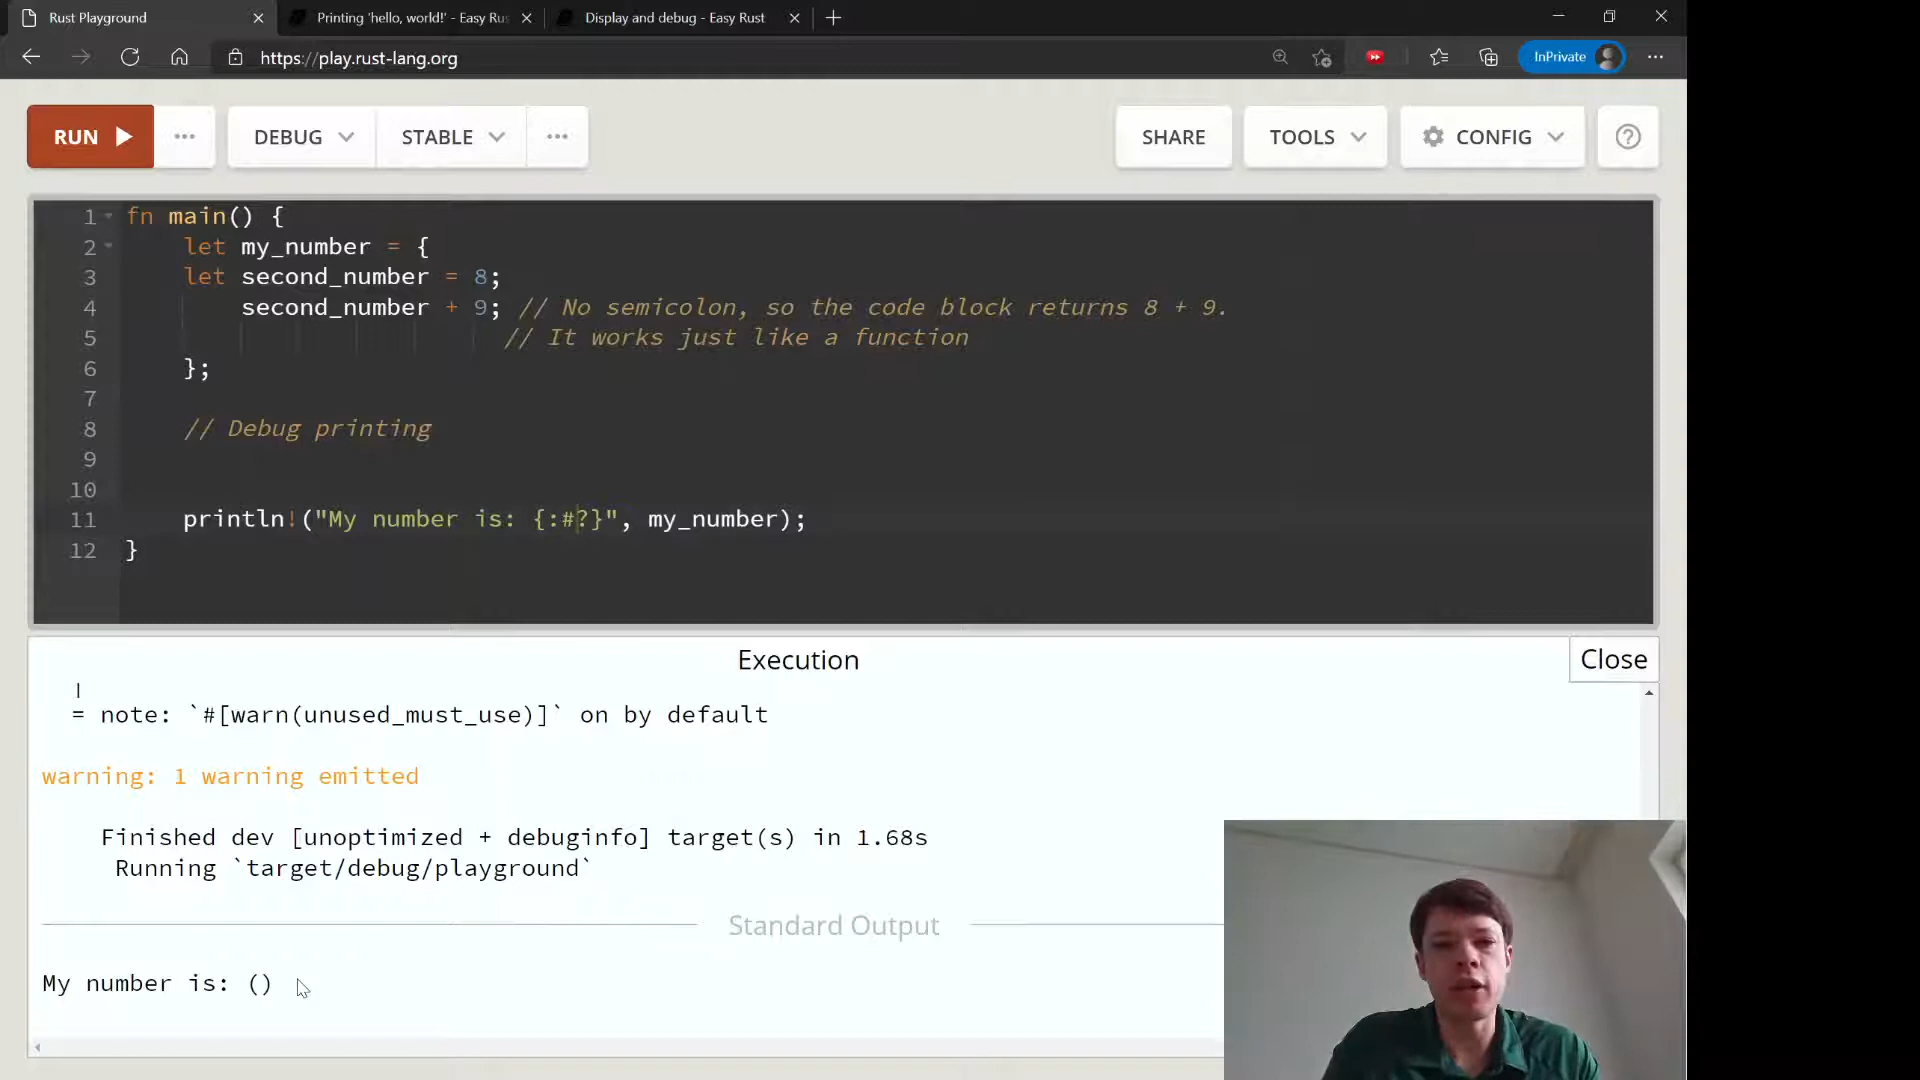 Rust Playground
Printing 'hello, world!' - Easy Rus
Display and debug - Easy Rust
https://play.rust-lang.org
InPrivate
RUN
DEBUG
STABLE
SHARE
TOOLS
CONFIG
1 fn main() {
2 let my_number = {
3 let second_number = 8;
4 second_number + 9; // No semicolon, so the code block returns 8 + 9.
5 // It works just like a function
6 };
7
8 // Debug printing
9
10
11 println!("My number is: {:#?}", my_number);
12 }
Execution
Close
|
= note: `#[warn(unused_must_use)]` on by default
warning: 1 warning emitted
Finished dev [unoptimized + debuginfo] target(s) in 1.68s
Running `target/debug/playground`
Standard Output
My number is: ()